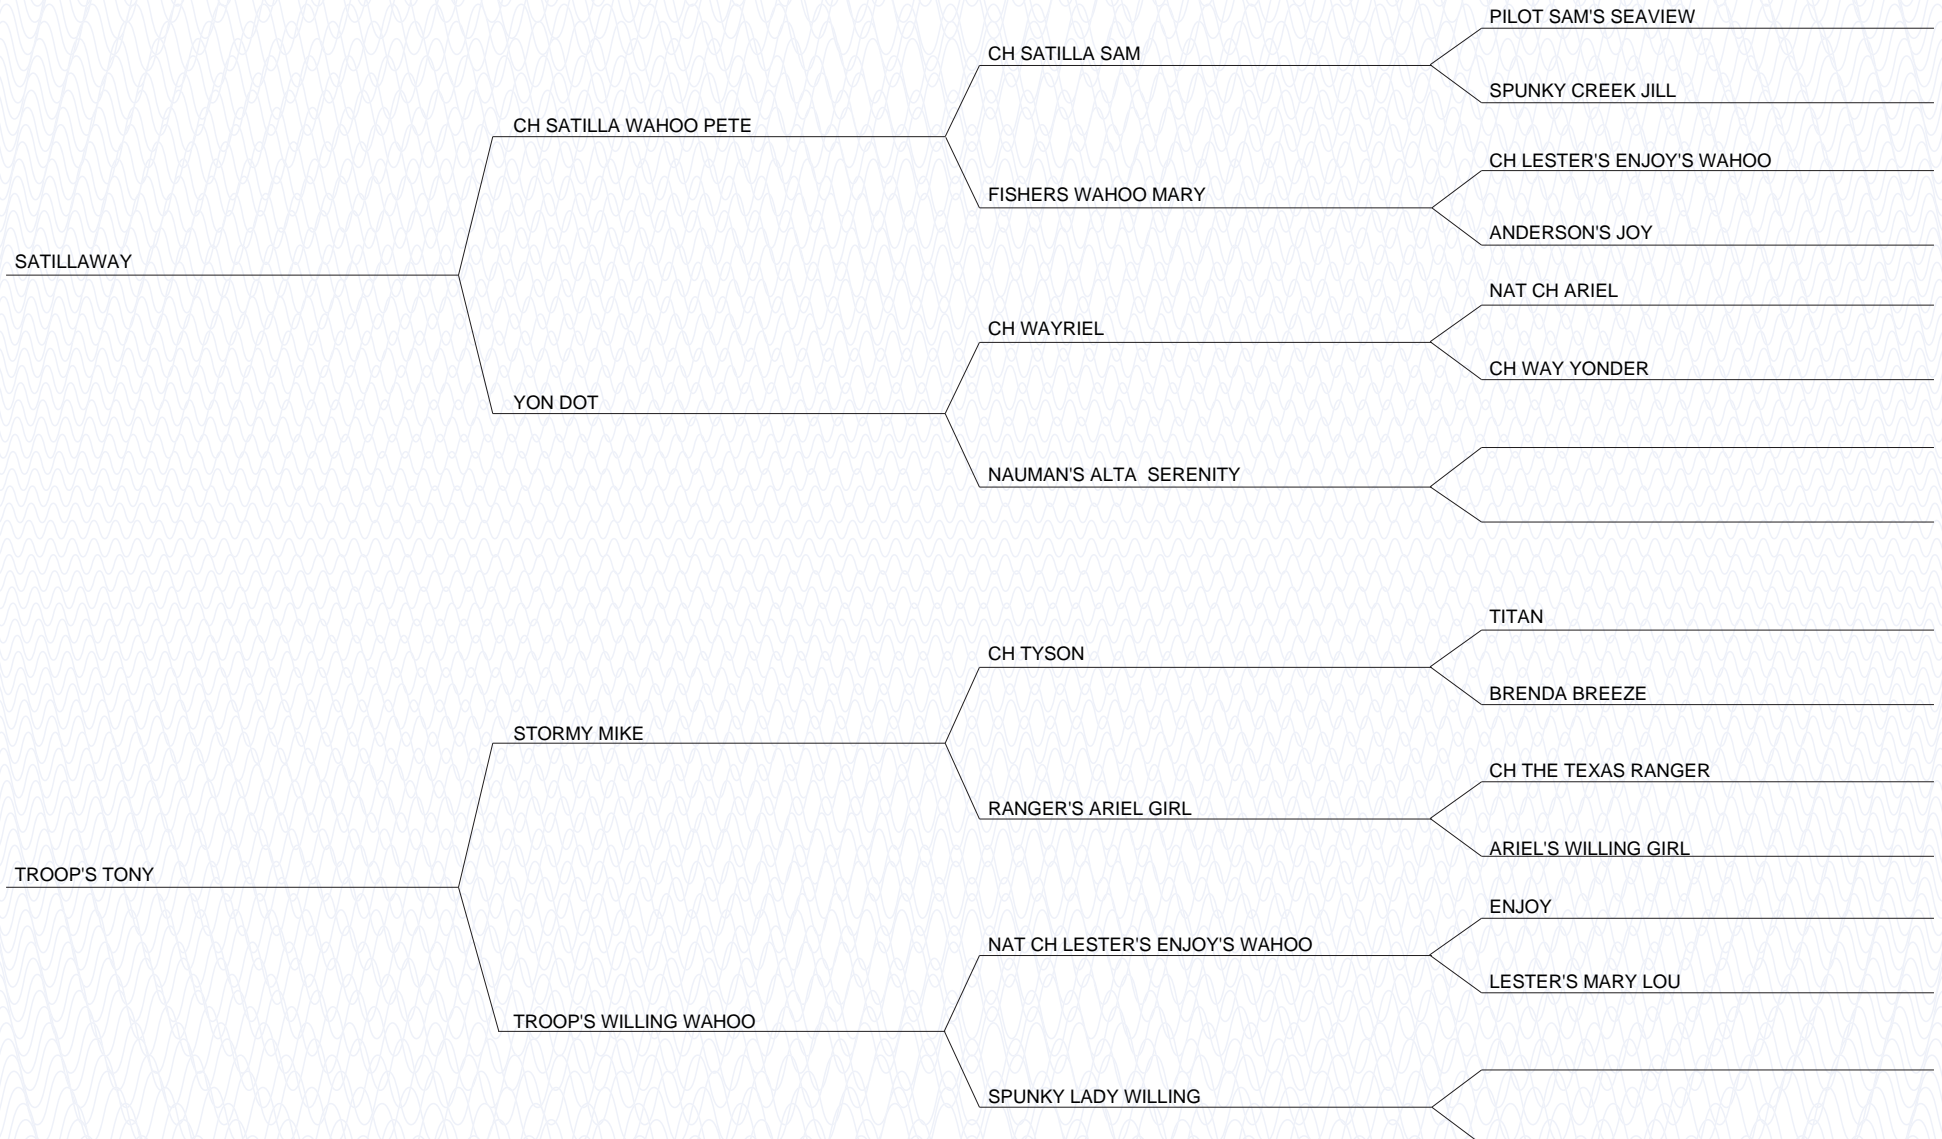 PILOT SAM'S SEAVIEW
CH SATILLA SAM
SPUNKY CREEK JILL
CH SATILLA WAHOO PETE
CH LESTER'S ENJOY'S WAHOO
FISHERS WAHOO MARY
ANDERSON'S JOY
SATILLAWAY
NAT CH ARIEL
CH WAYRIEL
CH WAY YONDER
YON DOT
NAUMAN'S ALTA  SERENITY
TITAN
CH TYSON
BRENDA BREEZE
STORMY MIKE
CH THE TEXAS RANGER
RANGER'S ARIEL GIRL
ARIEL'S WILLING GIRL
TROOP'S TONY
ENJOY
NAT CH LESTER'S ENJOY'S WAHOO
LESTER'S MARY LOU
TROOP'S WILLING WAHOO
SPUNKY LADY WILLING